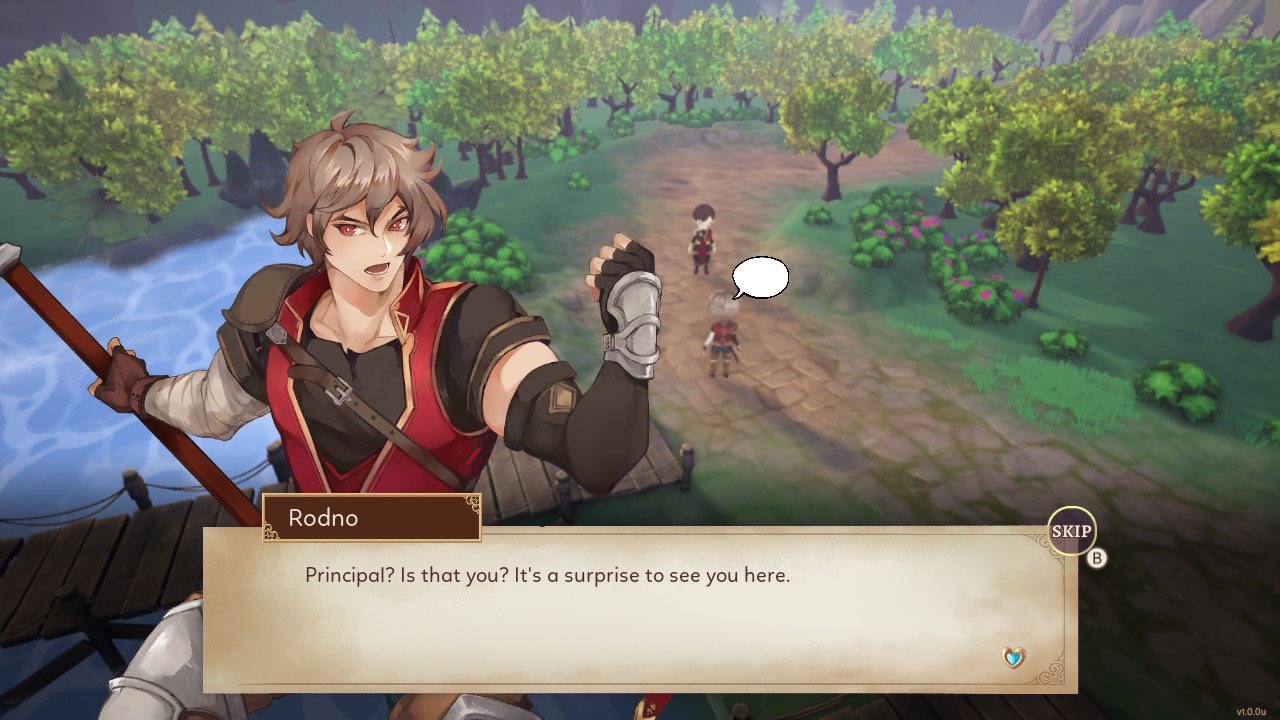 Rodno
SKIP
B
Principal? Is that you? It's a surprise to see you here.
v1.0.0u